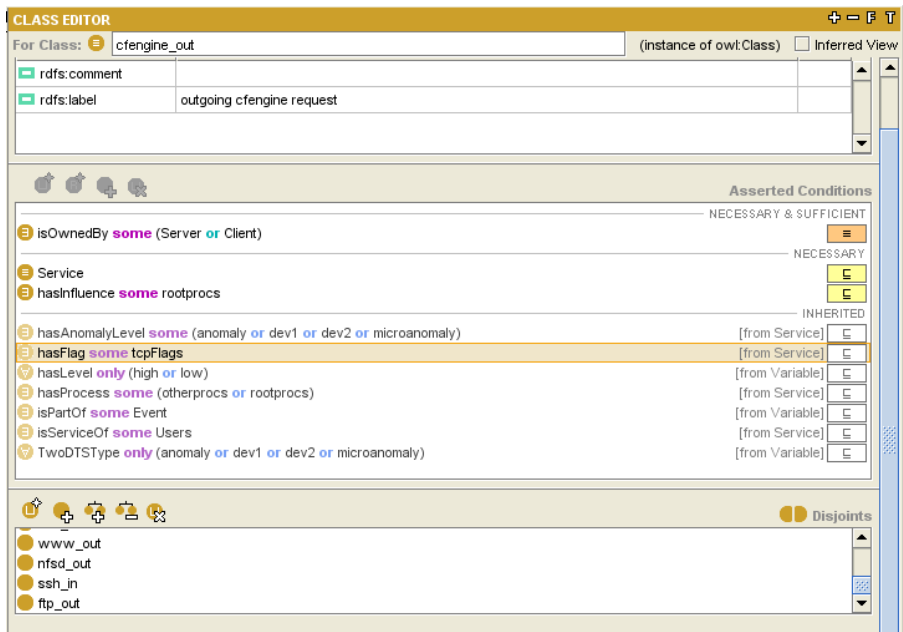 CLASS EDITOR
F T
For Class: cfengine_out (instance of owl:Class) Inferred View
rdfs:comment
rdfs:label outgoing cfengine request
Asserted Conditions
NECESSARY & SUFFICIENT
isOwnedBy some (Server or Client) ≡
NECESSARY
Service ⊑
hasInfluence some rootprocs ⊑
INHERITED
hasAnomalyLevel some (anomaly or dev1 or dev2 or microanomaly) [from Service] ⊑
hasFlag some tcpFlags [from Service] ⊑
hasLevel only (high or low) [from Variable] ⊑
hasProcess some (otherprocs or rootprocs) [from Service] ⊑
isPartOf some Event [from Variable] ⊑
isServiceOf some Users [from Service] ⊑
TwoDTSType only (anomaly or dev1 or dev2 or microanomaly) [from Variable] ⊑
Disjoints
www_out
nfsd_out
ssh_in
ftp_out